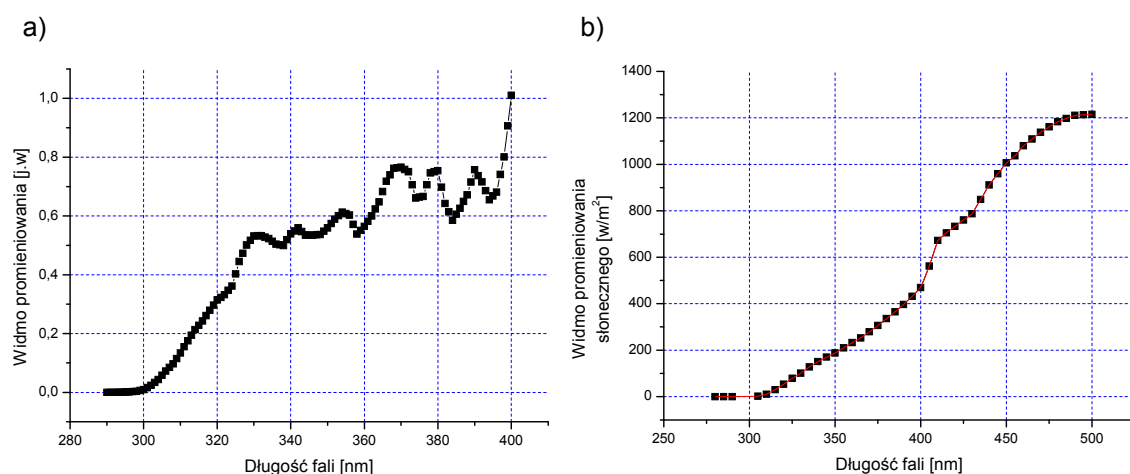 a)
Widmo promieniowania [j.w]
1,0
0,8
0,6
0,4
0,2
0,0
280 300 320 340 360 380 400
Długość fali [nm]
b)
Widmo promieniowania
słonecznego [w/m²]
1400
1200
1000
800
600
400
200
0
250 300 350 400 450 500
Długość fali [nm]